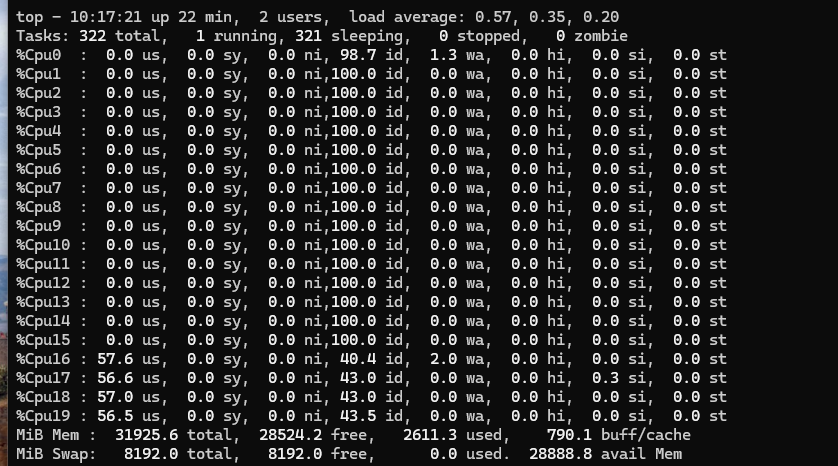 top - 10:17:21 up 22 min,  2 users,  load average: 0.57, 0.35, 0.20
Tasks: 322 total,   1 running, 321 sleeping,   0 stopped,   0 zombie
%Cpu0  :  0.0 us,  0.0 sy,  0.0 ni, 98.7 id,  1.3 wa,  0.0 hi,  0.0 si,  0.0 st
%Cpu1  :  0.0 us,  0.0 sy,  0.0 ni,100.0 id,  0.0 wa,  0.0 hi,  0.0 si,  0.0 st
%Cpu2  :  0.0 us,  0.0 sy,  0.0 ni,100.0 id,  0.0 wa,  0.0 hi,  0.0 si,  0.0 st
%Cpu3  :  0.0 us,  0.0 sy,  0.0 ni,100.0 id,  0.0 wa,  0.0 hi,  0.0 si,  0.0 st
%Cpu4  :  0.0 us,  0.0 sy,  0.0 ni,100.0 id,  0.0 wa,  0.0 hi,  0.0 si,  0.0 st
%Cpu5  :  0.0 us,  0.0 sy,  0.0 ni,100.0 id,  0.0 wa,  0.0 hi,  0.0 si,  0.0 st
%Cpu6  :  0.0 us,  0.0 sy,  0.0 ni,100.0 id,  0.0 wa,  0.0 hi,  0.0 si,  0.0 st
%Cpu7  :  0.0 us,  0.0 sy,  0.0 ni,100.0 id,  0.0 wa,  0.0 hi,  0.0 si,  0.0 st
%Cpu8  :  0.0 us,  0.0 sy,  0.0 ni,100.0 id,  0.0 wa,  0.0 hi,  0.0 si,  0.0 st
%Cpu9  :  0.0 us,  0.0 sy,  0.0 ni,100.0 id,  0.0 wa,  0.0 hi,  0.0 si,  0.0 st
%Cpu10 :  0.0 us,  0.0 sy,  0.0 ni,100.0 id,  0.0 wa,  0.0 hi,  0.0 si,  0.0 st
%Cpu11 :  0.0 us,  0.0 sy,  0.0 ni,100.0 id,  0.0 wa,  0.0 hi,  0.0 si,  0.0 st
%Cpu12 :  0.0 us,  0.0 sy,  0.0 ni,100.0 id,  0.0 wa,  0.0 hi,  0.0 si,  0.0 st
%Cpu13 :  0.0 us,  0.0 sy,  0.0 ni,100.0 id,  0.0 wa,  0.0 hi,  0.0 si,  0.0 st
%Cpu14 :  0.0 us,  0.0 sy,  0.0 ni,100.0 id,  0.0 wa,  0.0 hi,  0.0 si,  0.0 st
%Cpu15 :  0.0 us,  0.0 sy,  0.0 ni,100.0 id,  0.0 wa,  0.0 hi,  0.0 si,  0.0 st
%Cpu16 : 57.6 us,  0.0 sy,  0.0 ni, 40.4 id,  2.0 wa,  0.0 hi,  0.0 si,  0.0 st
%Cpu17 : 56.6 us,  0.0 sy,  0.0 ni, 43.0 id,  0.0 wa,  0.0 hi,  0.3 si,  0.0 st
%Cpu18 : 57.0 us,  0.0 sy,  0.0 ni, 43.0 id,  0.0 wa,  0.0 hi,  0.0 si,  0.0 st
%Cpu19 : 56.5 us,  0.0 sy,  0.0 ni, 43.5 id,  0.0 wa,  0.0 hi,  0.0 si,  0.0 st
MiB Mem :  31925.6 total,  28524.2 free,   2611.3 used,    790.1 buff/cache
MiB Swap:   8192.0 total,   8192.0 free,      0.0 used.  28888.8 avail Mem